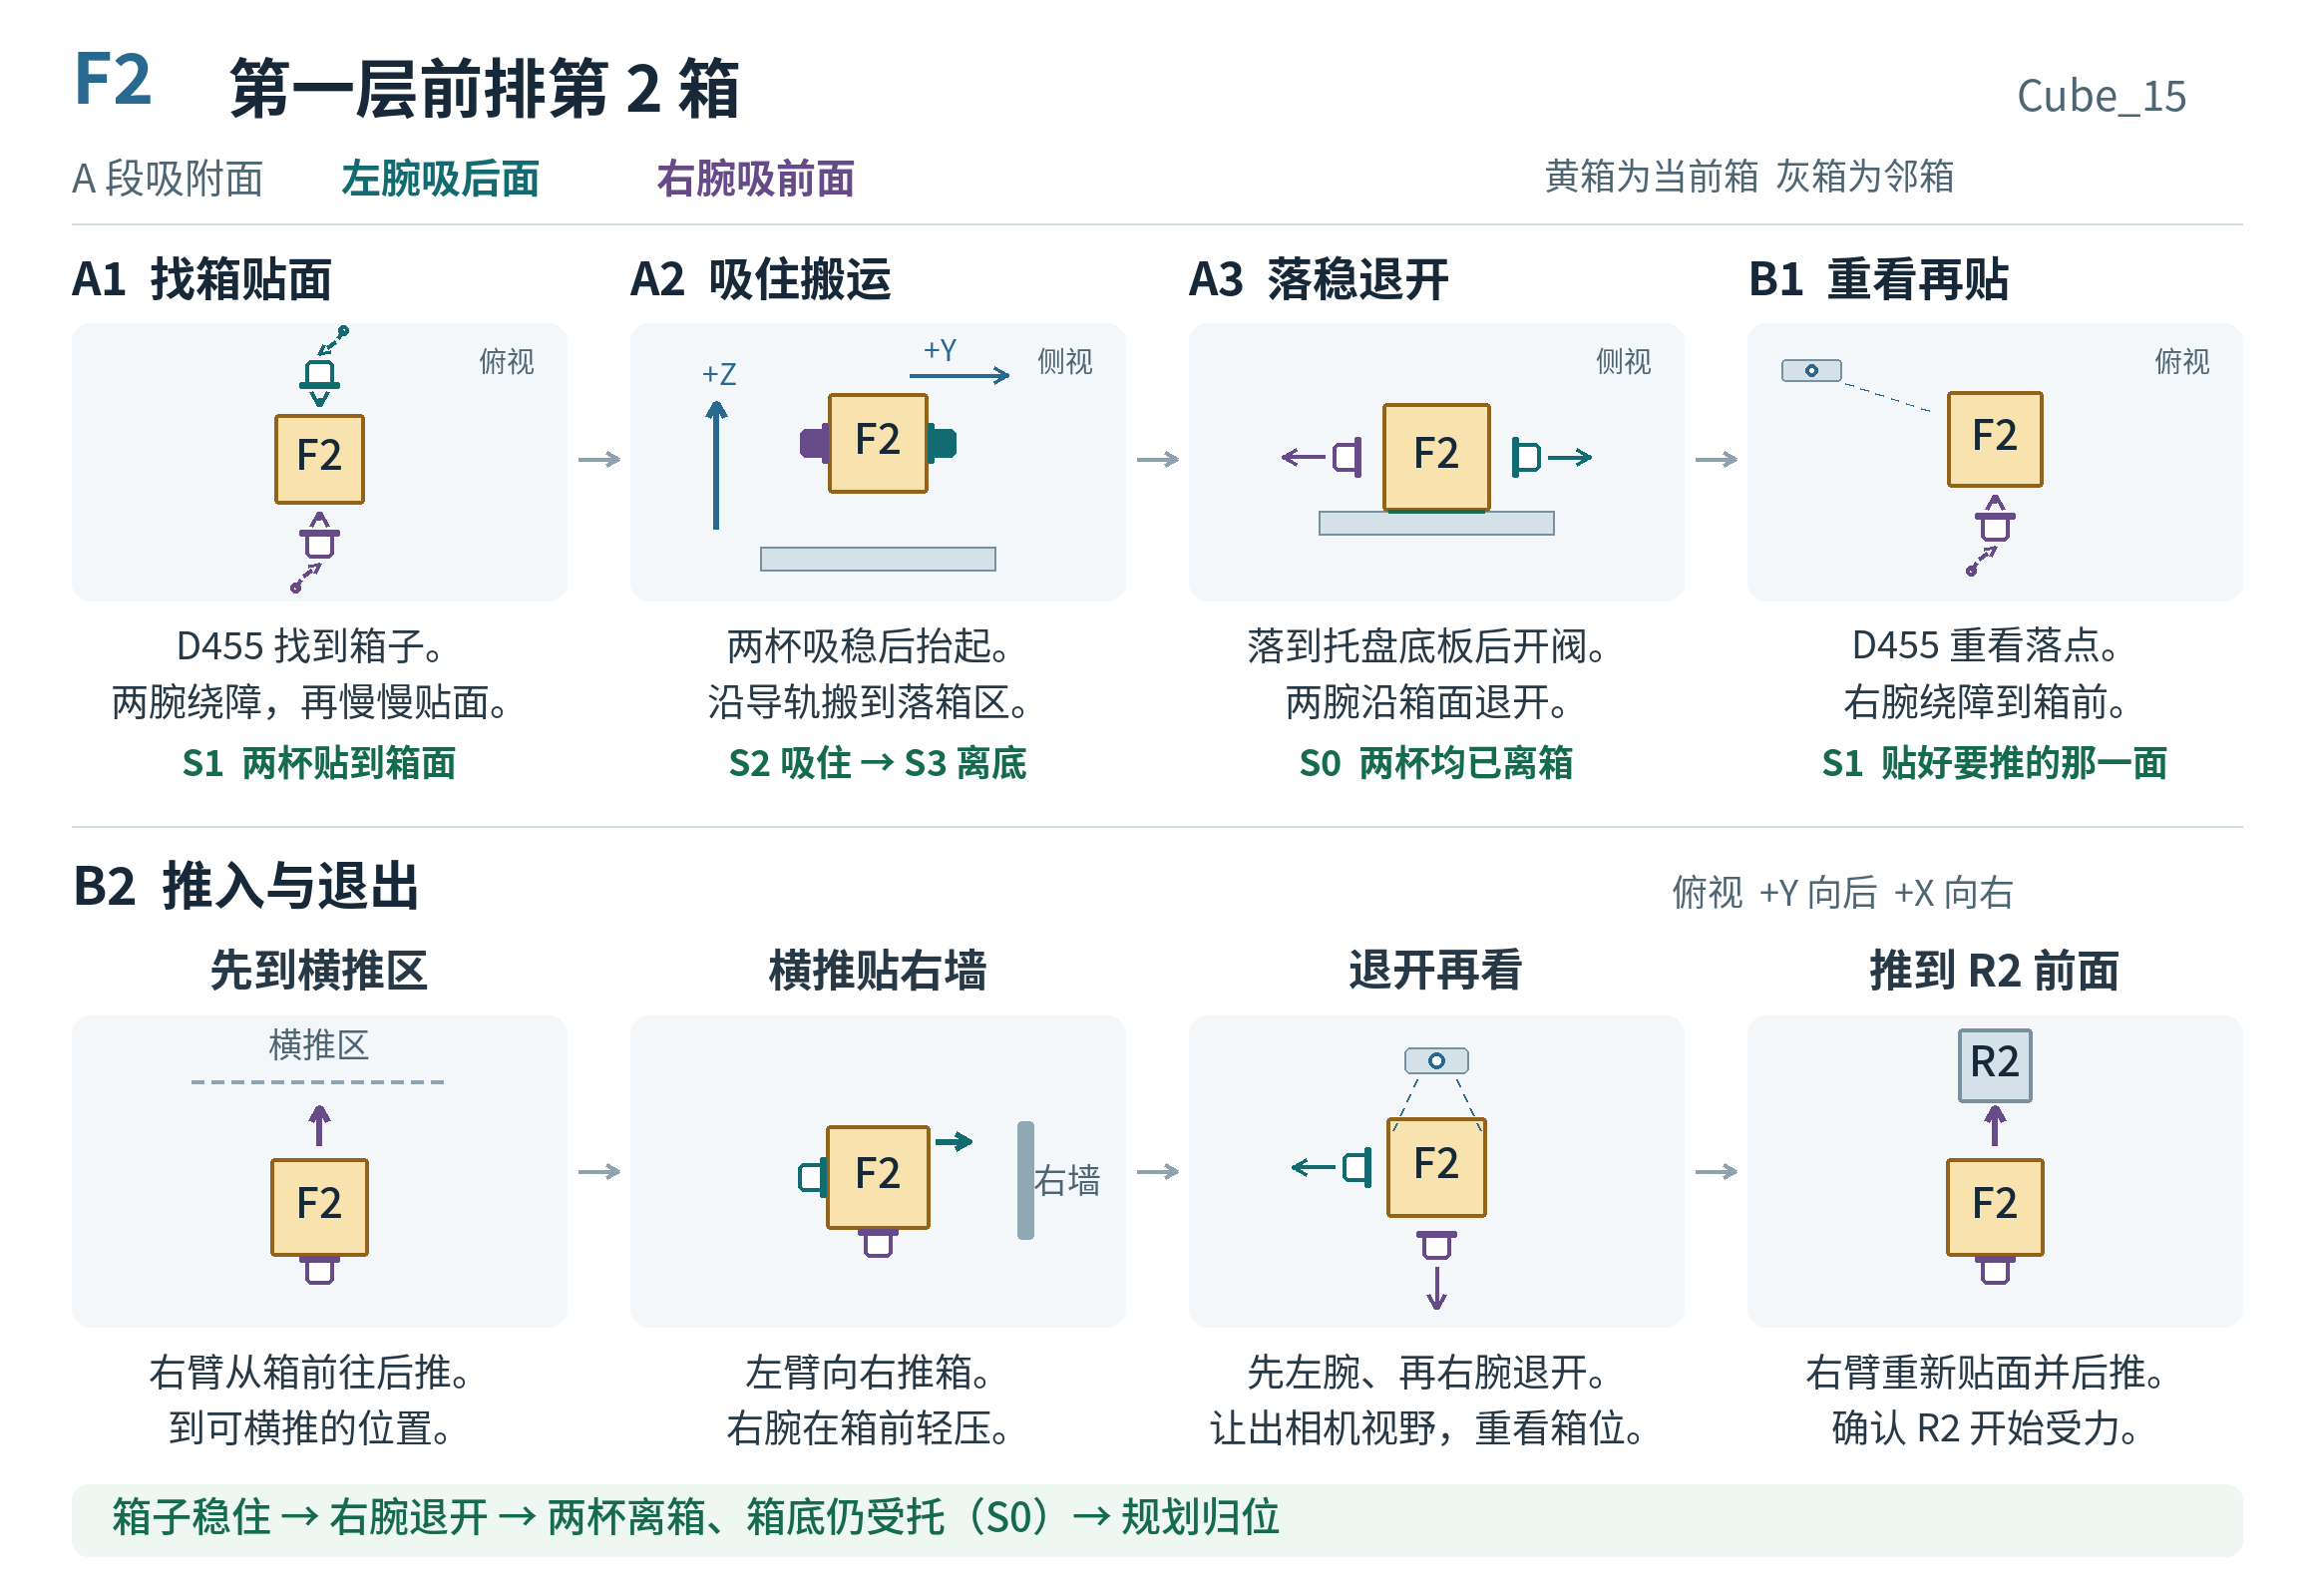 F2 第一层前排第 2 箱
Cube_15
A 段吸附面 左腕吸后面 右腕吸前面
黄箱为当前箱 灰箱为邻箱
A1 找箱贴面
俯视
F2
D455 找到箱子。
两腕绕障，再慢慢贴面。
S1 两杯贴到箱面
A2 吸住搬运
+Z
+Y
侧视
F2
两杯吸稳后抬起。
沿导轨搬到落箱区。
S2 吸住 → S3 离底
A3 落稳退开
侧视
F2
落到托盘底板后开阀。
两腕沿箱面退开。
S0 两杯均已离箱
B1 重看再贴
俯视
F2
D455 重看落点。
右腕绕障到箱前。
S1 贴好要推的那一面
B2 推入与退出
俯视 +Y 向后 +X 向右
先到横推区
横推区
F2
右臂从箱前往后推。
到可横推的位置。
横推贴右墙
F2
右墙
左臂向右推箱。
右腕在箱前轻压。
退开再看
F2
先左腕、再右腕退开。
让出相机视野，重看箱位。
推到 R2 前面
R2
F2
右臂重新贴面并后推。
确认 R2 开始受力。
箱子稳住 → 右腕退开 → 两杯离箱、箱底仍受托（S0）→ 规划归位